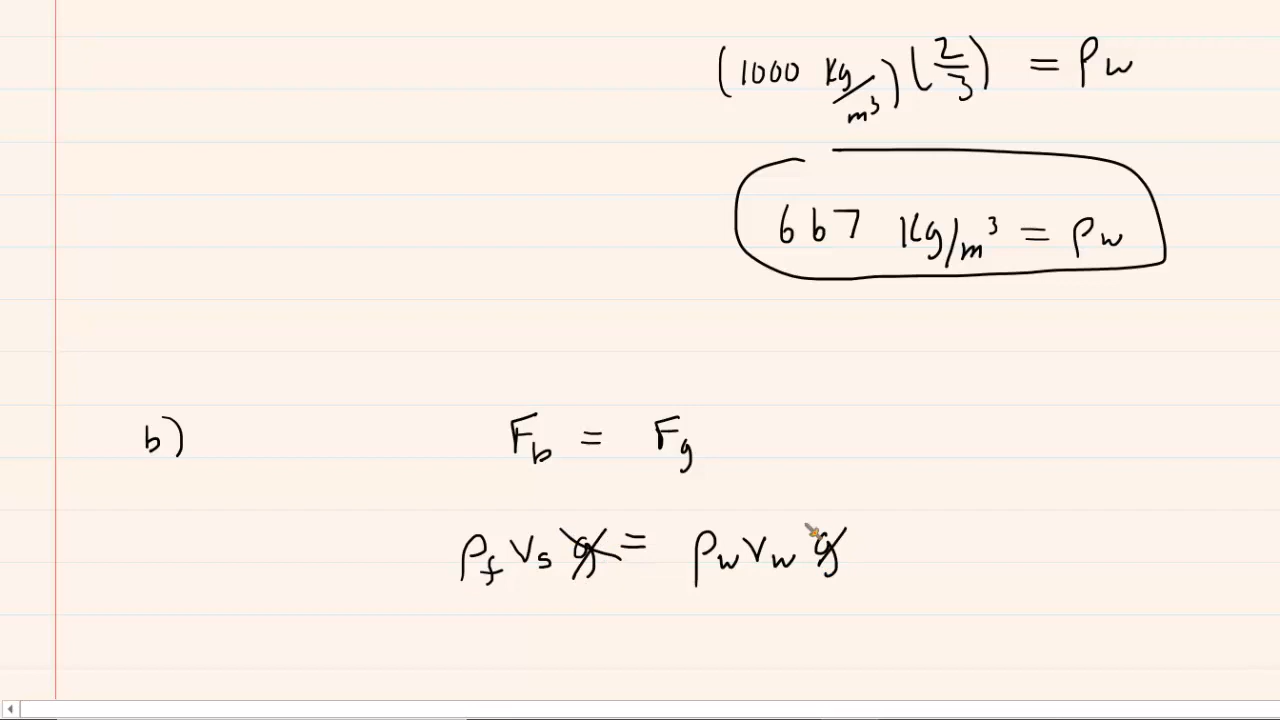 (1000 Kg/m³)(2/3) = ρw
667 Kg/m³ = ρw
b) Fb = Fg
ρf Vs g = ρw Vw g